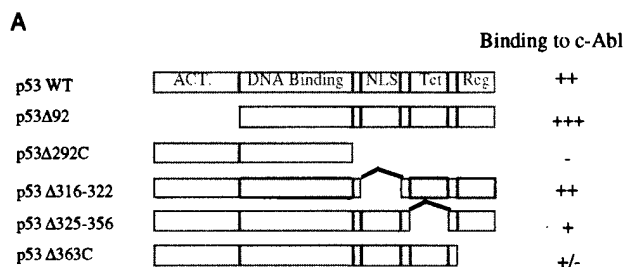 A
Binding to c-Abl
p53 WT ACT. DNA Binding NLS Tet Reg ++
p53Δ92 +++
p53Δ292C -
p53 Δ316-322 ++
p53 Δ325-356 +
p53 Δ363C +/-